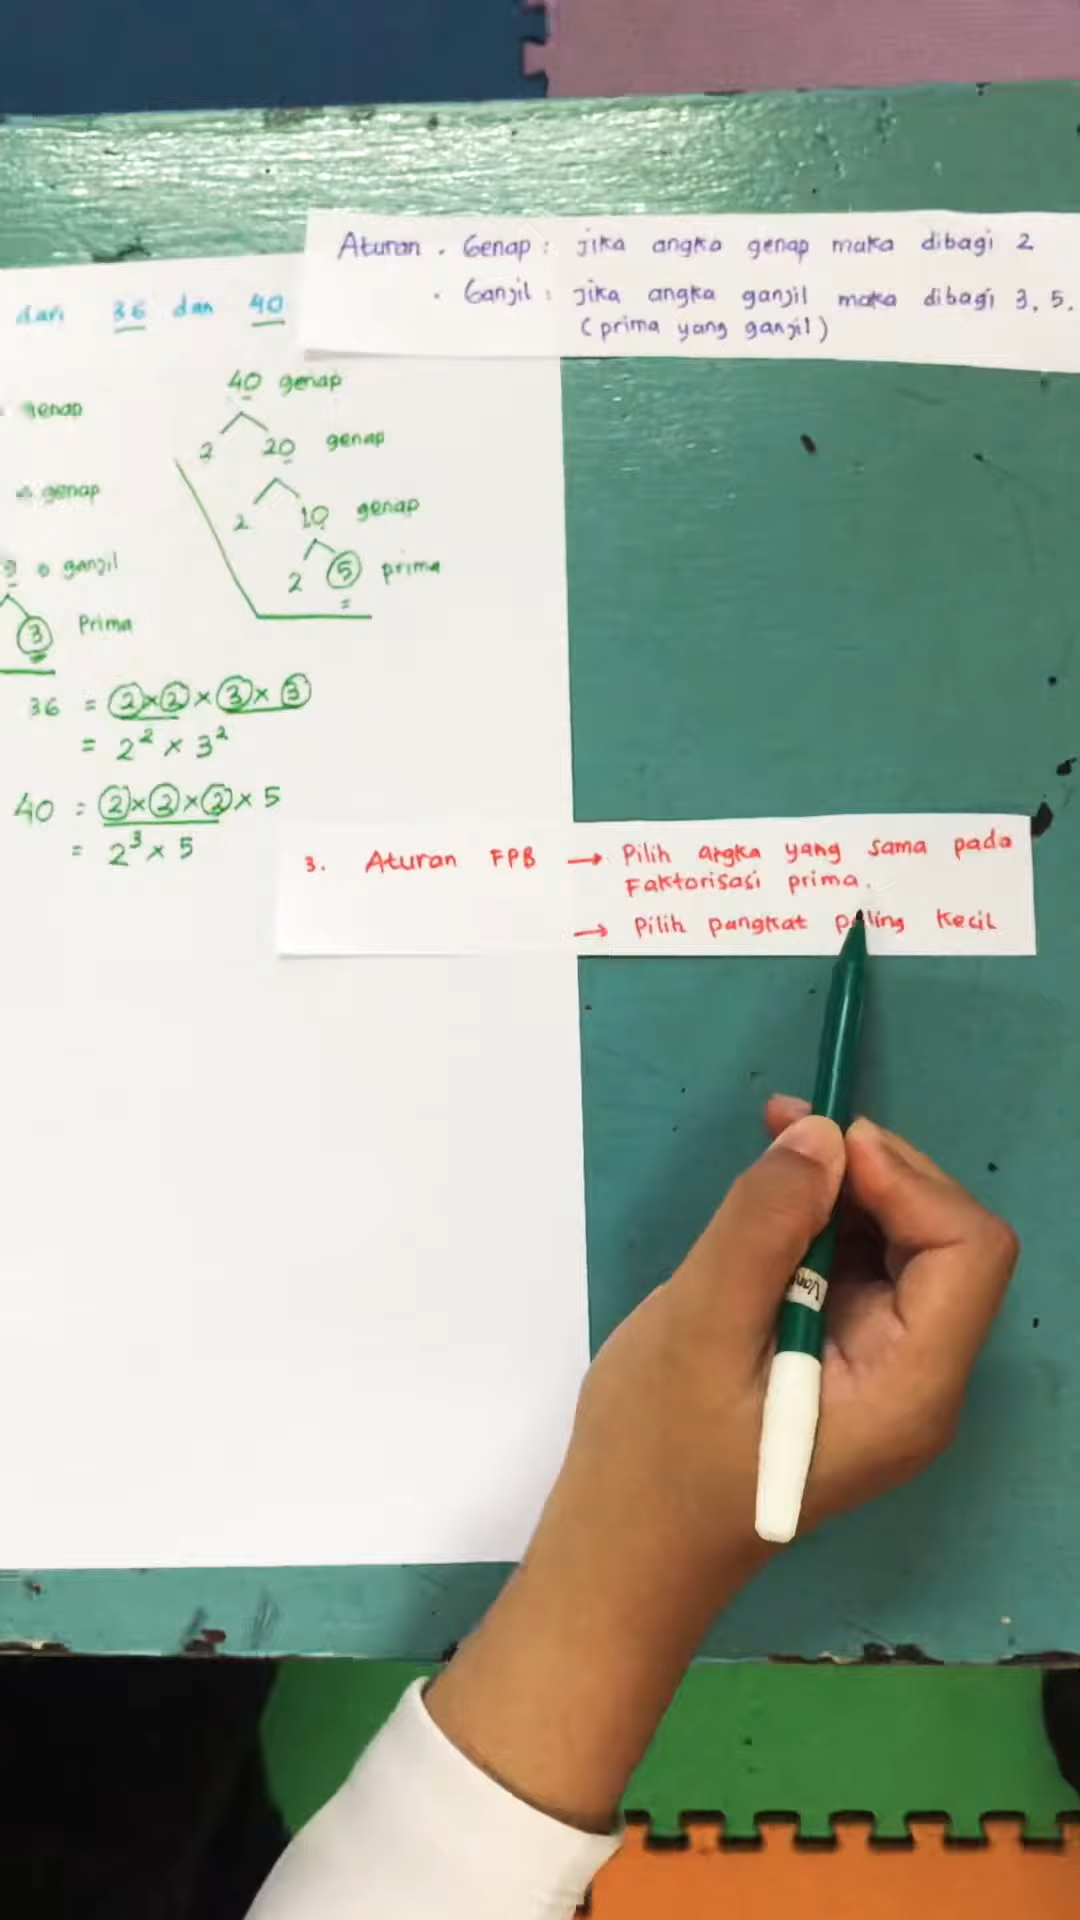 Aturan . Genap : jika angka genap maka dibagi 2
. Ganjil : Jika angka ganjil maka dibagi 3, 5.
(prima yang ganjil)
dari 36 dan 40
genap
genap
9 ganjil
3 Prima
40 genap
2 20 genap
2 10 genap
2 5 prima
36 = 2 × 2 × 3 × 3
= 2² × 3²
40 = 2 × 2 × 2 × 5
= 2³ × 5
3. Aturan FPB → Pilih angka yang sama pada
Faktorisasi prima.
→ Pilih pangkat paling kecil